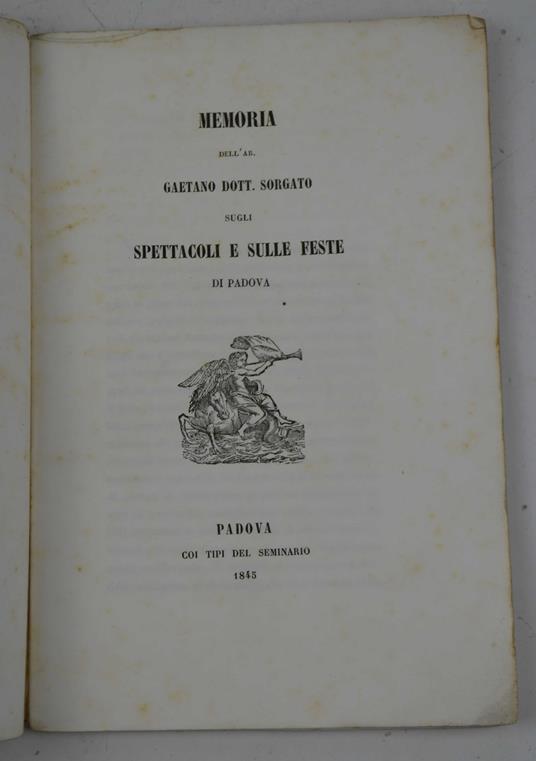 MEMORIA
DELL'AB.
GAETANO DOTT. SORGATO
SUGLI
SPETTACOLI E SULLE FESTE
DI PADOVA
PADOVA
COI TIPI DEL SEMINARIO
1845